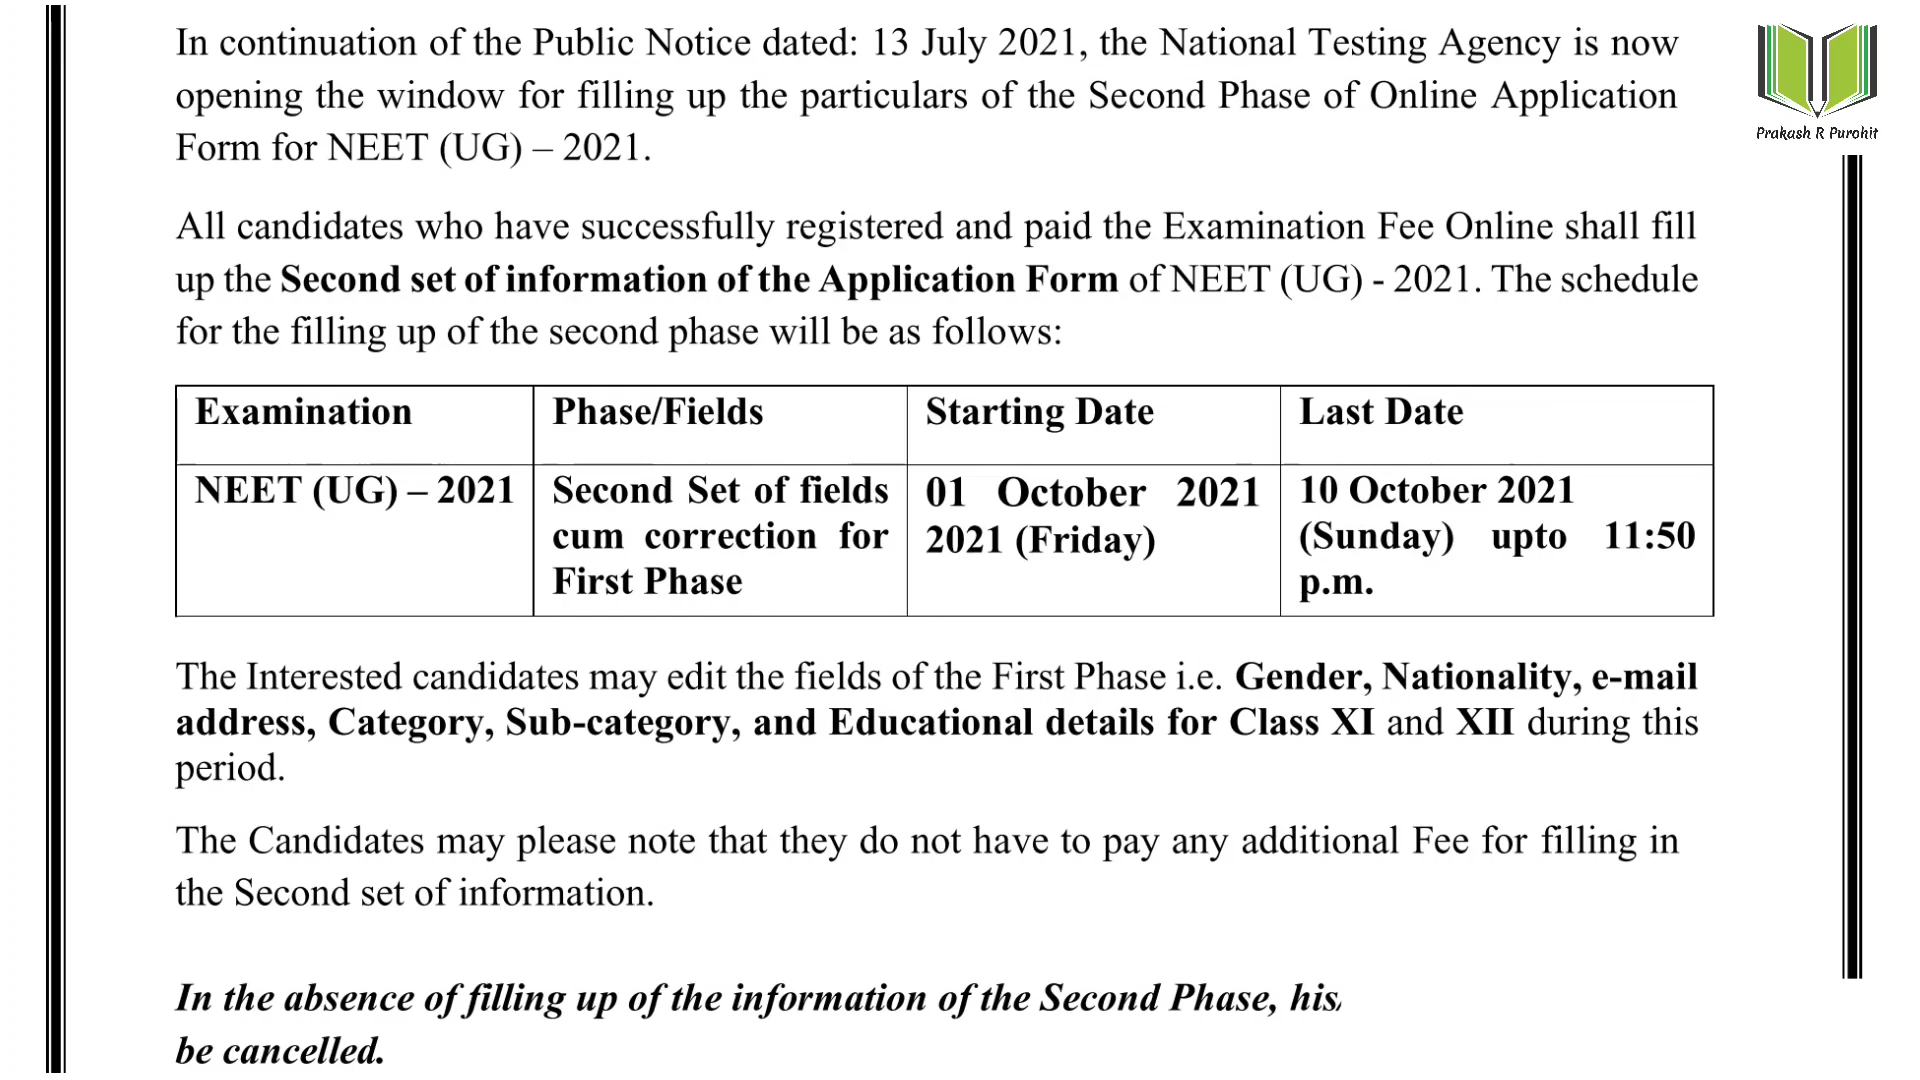 In continuation of the Public Notice dated: 13 July 2021, the National Testing Agency is now
opening the window for filling up the particulars of the Second Phase of Online Application
Form for NEET (UG) – 2021.
Prakash R Purohit
All candidates who have successfully registered and paid the Examination Fee Online shall fill
up the Second set of information of the Application Form of NEET (UG) - 2021. The schedule
for the filling up of the second phase will be as follows:
Examination Phase/Fields Starting Date Last Date
NEET (UG) – 2021 Second Set of fields 01 October 2021 10 October 2021
cum correction for 2021 (Friday) (Sunday) upto 11:50
First Phase p.m.
The Interested candidates may edit the fields of the First Phase i.e. Gender, Nationality, e-mail
address, Category, Sub-category, and Educational details for Class XI and XII during this
period.
The Candidates may please note that they do not have to pay any additional Fee for filling in
the Second set of information.
In the absence of filling up of the information of the Second Phase, his
be cancelled.